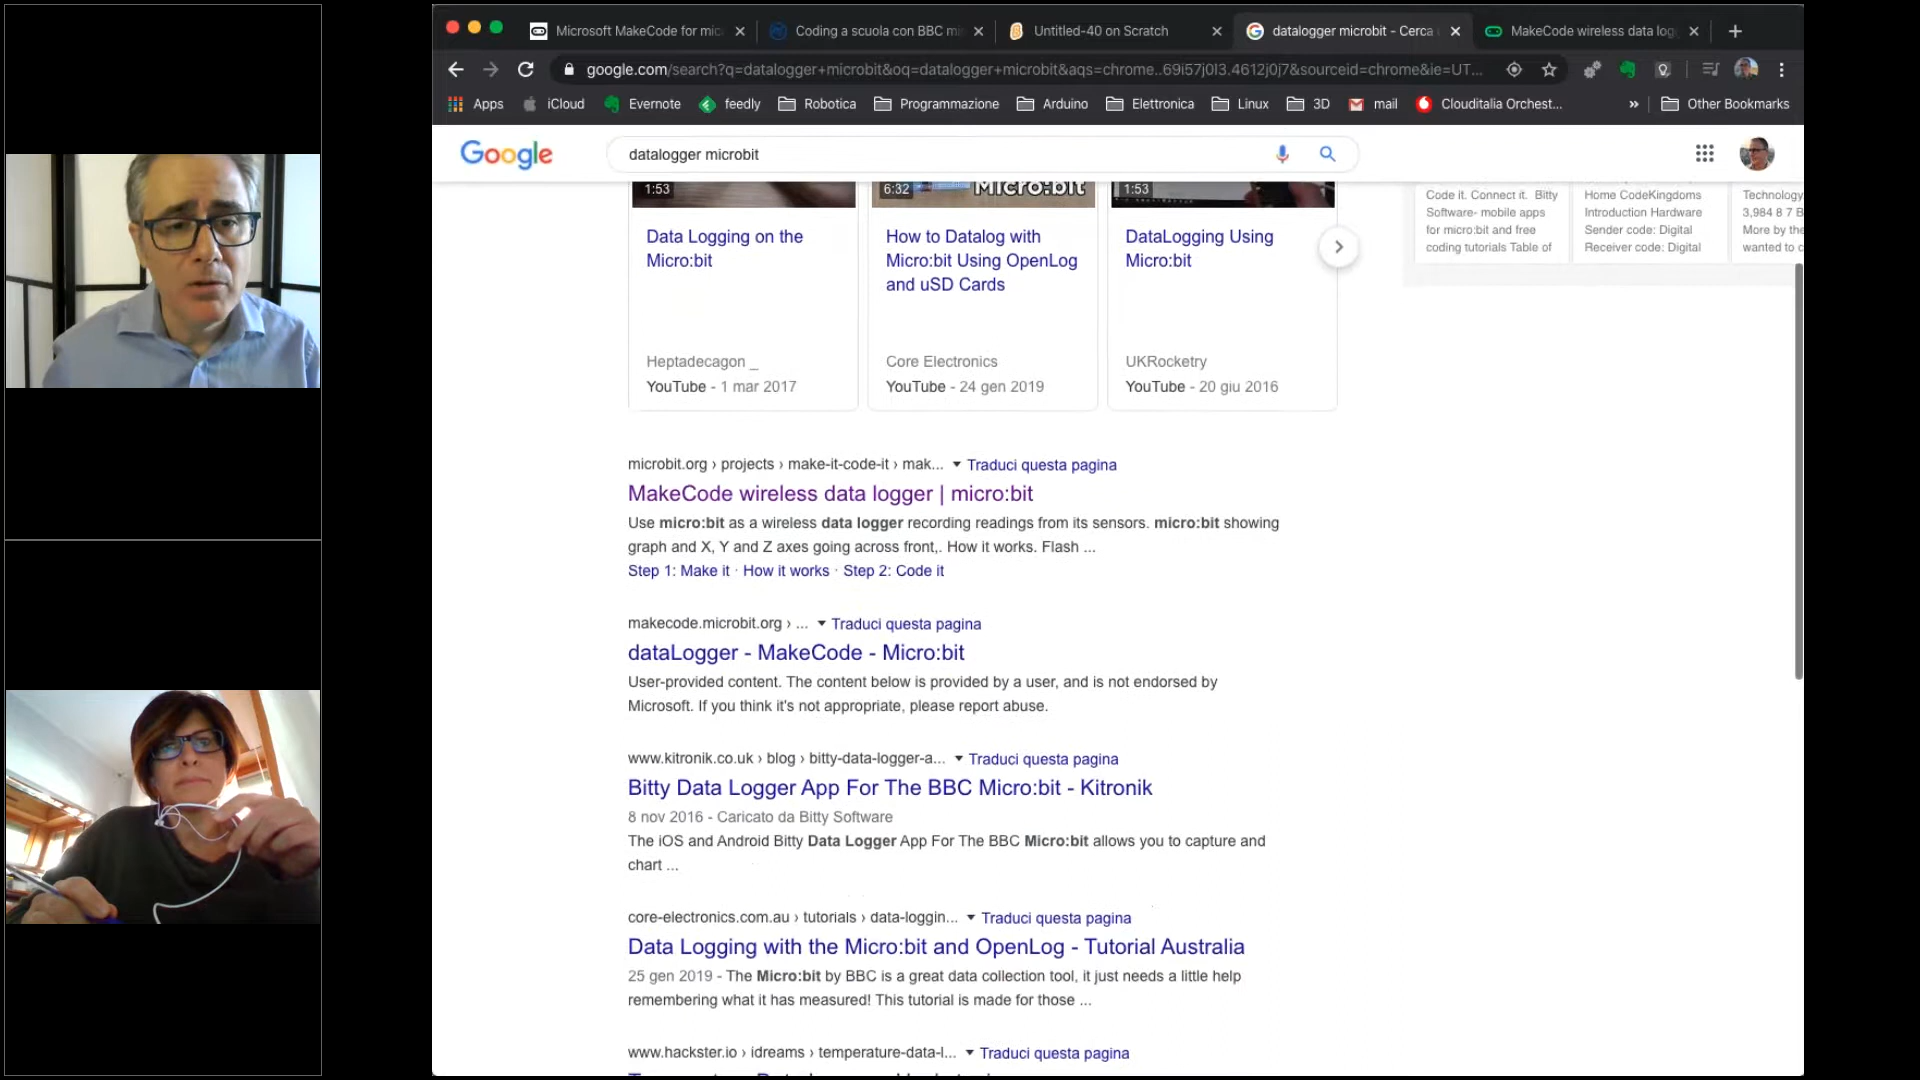 Microsoft MakeCode for mic
Coding a scuola con BBC mi
Untitled-40 on Scratch
datalogger microbit - Cerca
MakeCode wireless data log
google.com/search?q=datalogger+microbit&oq=datalogger+microbit&aqs=chrome..69i57j0l3.4612j0j7&sourceid=chrome&ie=UT...
Apps iCloud Evernote feedly Robotica Programmazione Arduino Elettronica Linux 3D mail Clouditalia Orchest... » Other Bookmarks
Google
datalogger microbit
1:53
6:32
Micro:bit
1:53
Data Logging on the
Micro:bit
Heptadecagon _
YouTube - 1 mar 2017
How to Datalog with
Micro:bit Using OpenLog
and uSD Cards
Core Electronics
YouTube - 24 gen 2019
DataLogging Using
Micro:bit
UKRocketry
YouTube - 20 giu 2016
Code it. Connect it. Bitty
Software- mobile apps
for micro:bit and free
coding tutorials Table of
Home CodeKingdoms
Introduction Hardware
Sender code: Digital
Receiver code: Digital
Technology
3,984 8 7 B
More by the
wanted to c
microbit.org › projects › make-it-code-it › mak... Traduci questa pagina
MakeCode wireless data logger | micro:bit
Use micro:bit as a wireless data logger recording readings from its sensors. micro:bit showing
graph and X, Y and Z axes going across front,. How it works. Flash ...
Step 1: Make it · How it works · Step 2: Code it
makecode.microbit.org › ... Traduci questa pagina
dataLogger - MakeCode - Micro:bit
User-provided content. The content below is provided by a user, and is not endorsed by
Microsoft. If you think it's not appropriate, please report abuse.
www.kitronik.co.uk › blog › bitty-data-logger-a... Traduci questa pagina
Bitty Data Logger App For The BBC Micro:bit - Kitronik
8 nov 2016 - Caricato da Bitty Software
The iOS and Android Bitty Data Logger App For The BBC Micro:bit allows you to capture and
chart ...
core-electronics.com.au › tutorials › data-loggin... Traduci questa pagina
Data Logging with the Micro:bit and OpenLog - Tutorial Australia
25 gen 2019 - The Micro:bit by BBC is a great data collection tool, it just needs a little help
remembering what it has measured! This tutorial is made for those ...
www.hackster.io › idreams › temperature-data-l... Traduci questa pagina